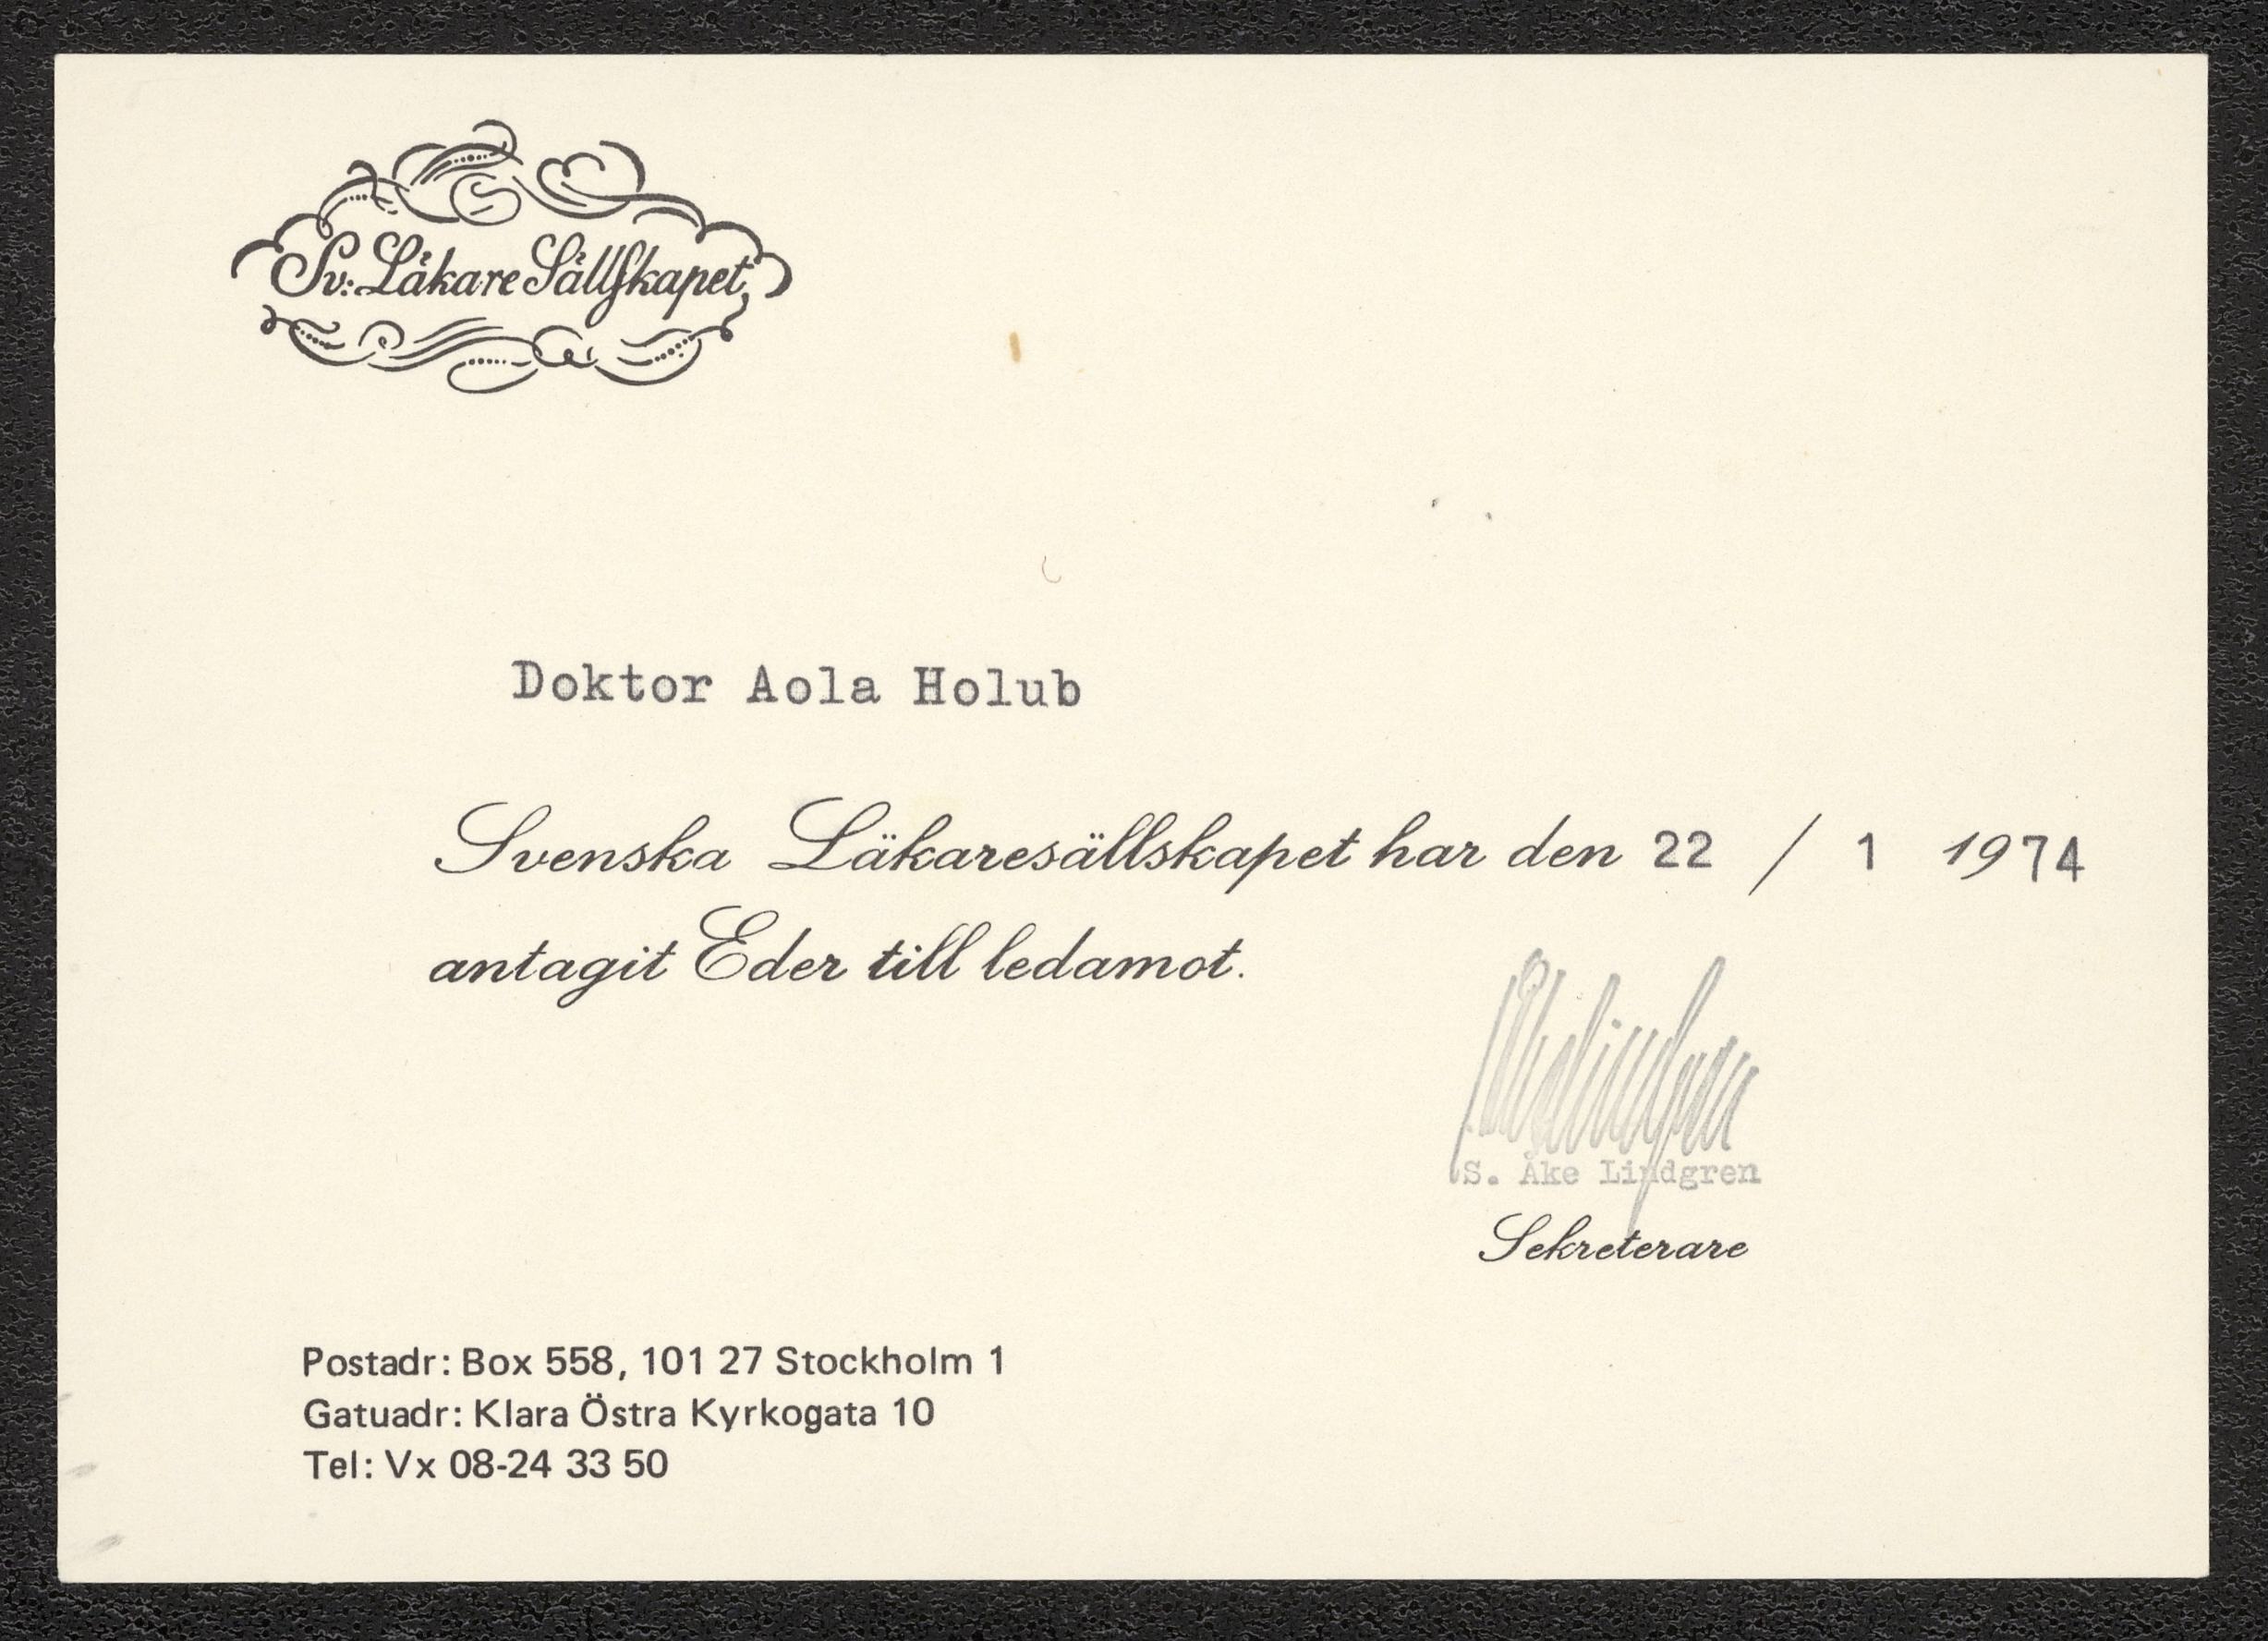 Sv: Läkare Sällskapet
Doktor Aola Holub
Svenska Läkaresällskapet har den 22 / 1 1974
antagit Eder till ledamot.
S. Åke Lindgren
Sekreterare
Postadr: Box 558, 101 27 Stockholm 1
Gatuadr: Klara Östra Kyrkogata 10
Tel: Vx 08-24 33 50